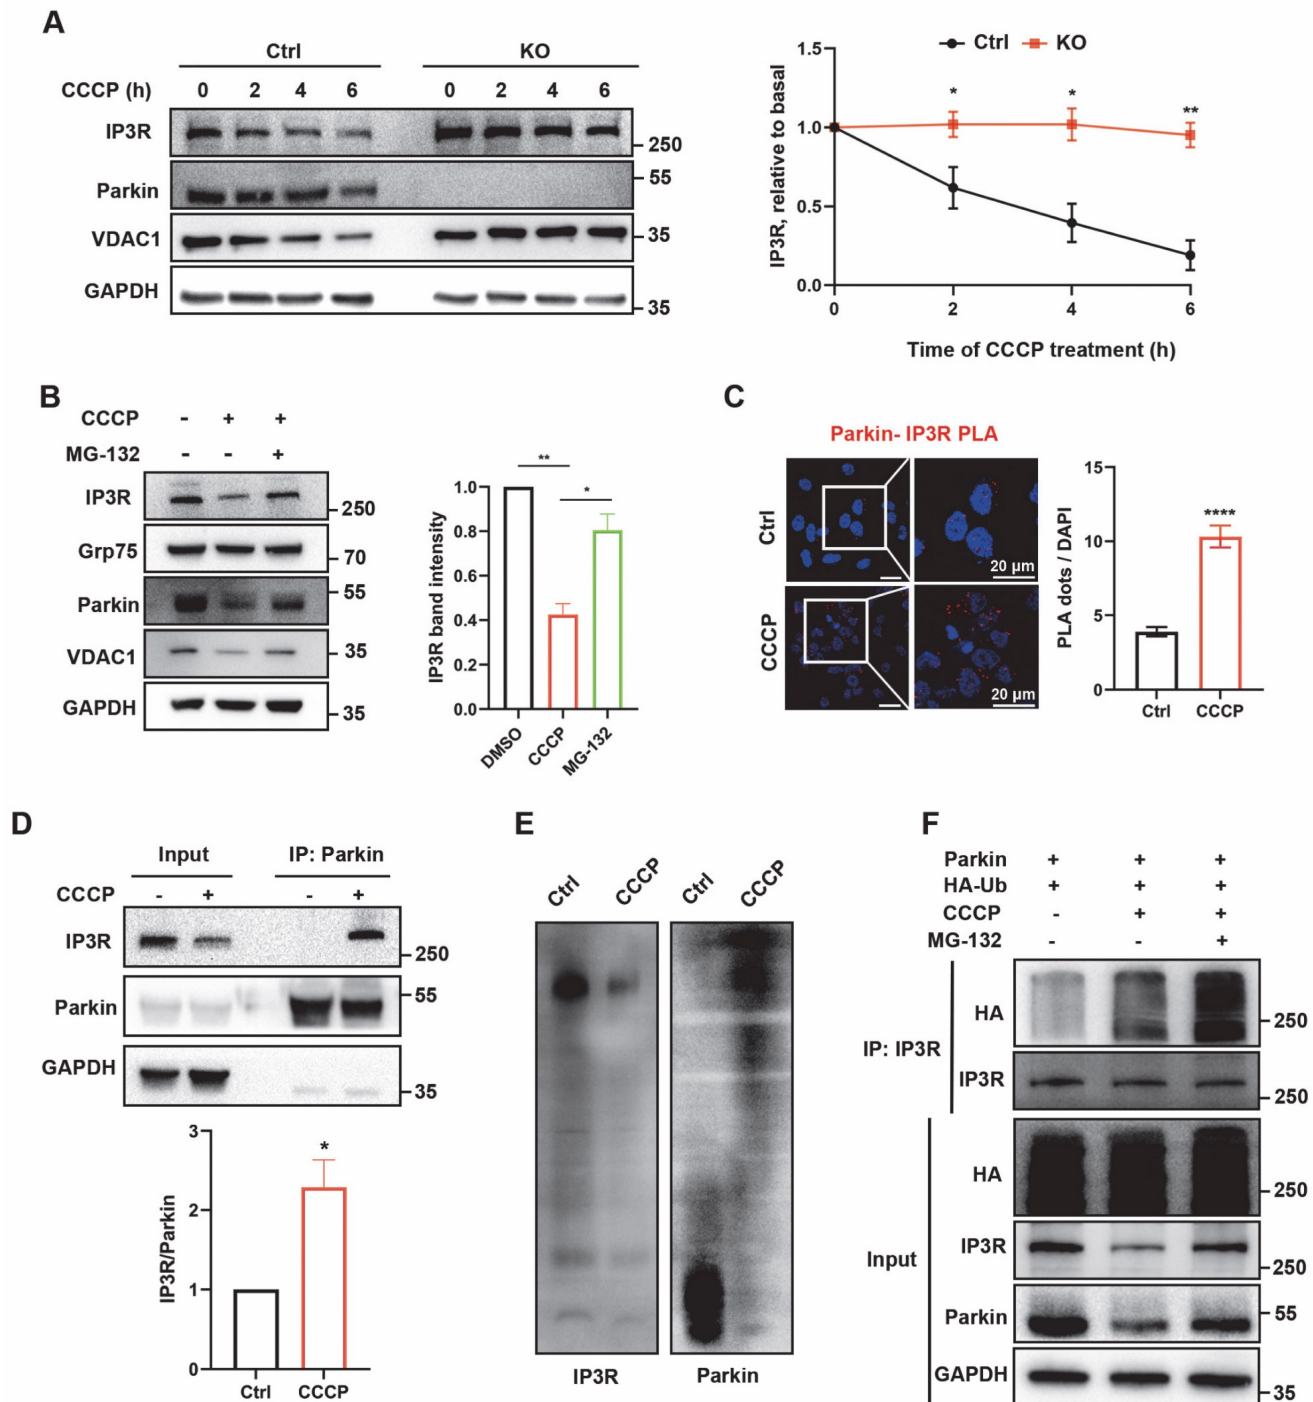 A
Ctrl KO
CCCP (h) 0 2 4 6 0 2 4 6
IP3R
250
Parkin
55
VDAC1
35
GAPDH
35
Ctrl KO
IP3R, relative to basal
1.5
1.0
0.5
0.0
* * **
0 2 4 6
Time of CCCP treatment (h)
B
CCCP - + +
MG-132 - - +
IP3R
250
Grp75
70
Parkin
55
VDAC1
35
GAPDH
35
IP3R band intensity
1.0
0.8
0.6
0.4
0.2
0.0
**
*
DMSO CCCP MG-132
C
Parkin- IP3R PLA
Ctrl
20 µm
CCCP
20 µm
PLA dots / DAPI
15
10
5
0
****
Ctrl CCCP
D
Input IP: Parkin
CCCP - + - +
IP3R
250
Parkin
55
GAPDH
35
IP3R/Parkin
3
2
1
0
*
Ctrl CCCP
E
Ctrl CCCP Ctrl CCCP
IP3R Parkin
F
Parkin + + +
HA-Ub + + +
CCCP - + +
MG-132 - - +
IP: IP3R
HA
250
IP3R
250
Input
HA
250
IP3R
250
Parkin
55
GAPDH
35